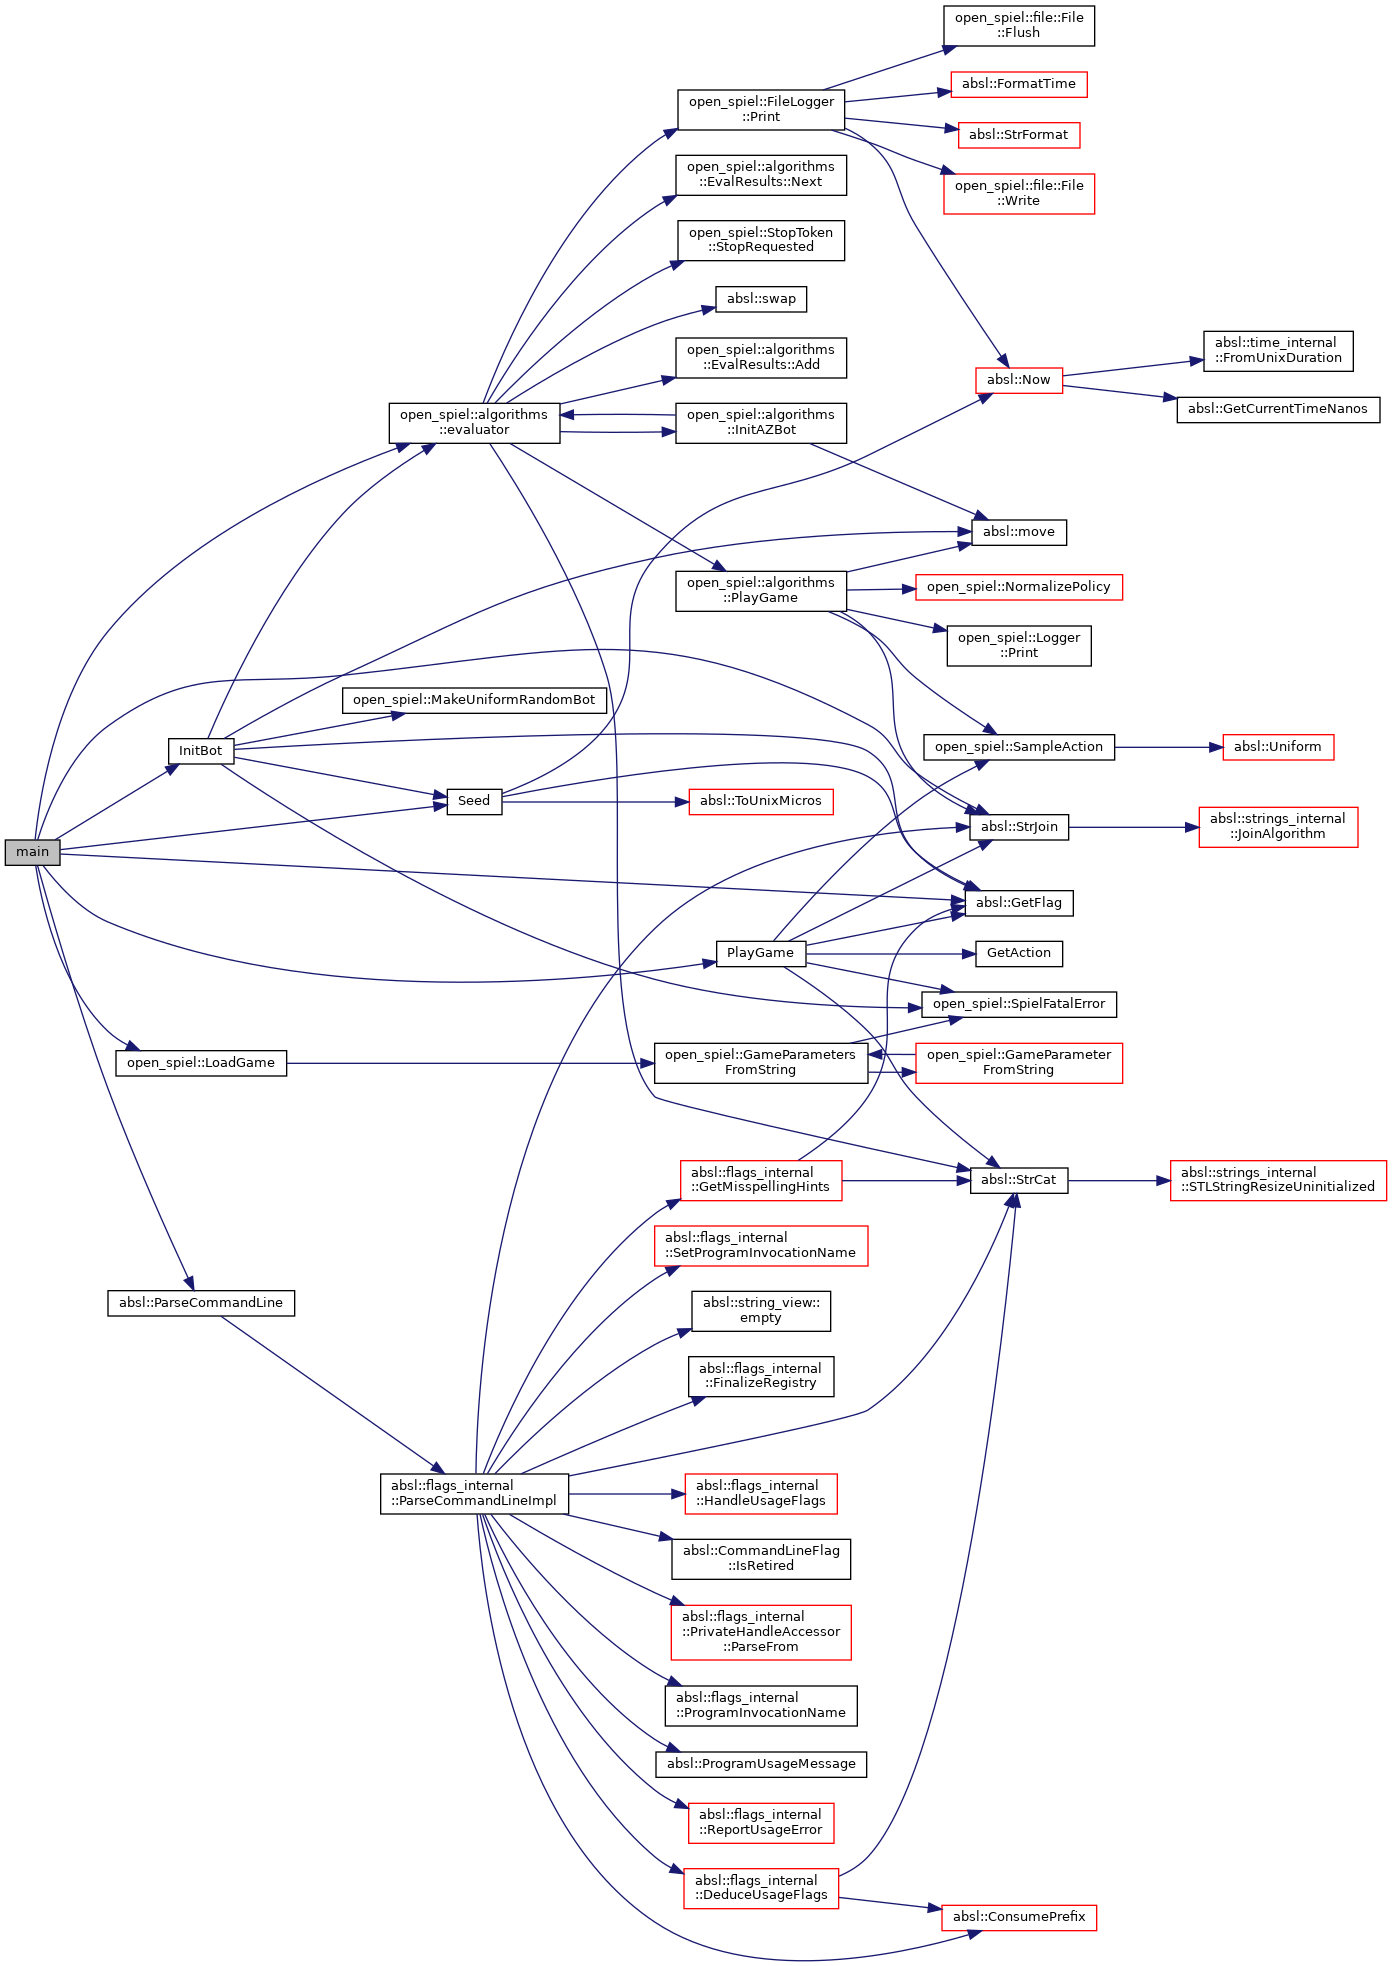 main
open_spiel::algorithms
::evaluator
InitBot
open_spiel::MakeUniformRandomBot
Seed
open_spiel::LoadGame
absl::ParseCommandLine
absl::flags_internal
::ParseCommandLineImpl
open_spiel::FileLogger
::Print
open_spiel::algorithms
::EvalResults::Next
open_spiel::StopToken
::StopRequested
absl::swap
open_spiel::algorithms
::EvalResults::Add
open_spiel::algorithms
::InitAZBot
open_spiel::algorithms
::PlayGame
absl::ToUnixMicros
PlayGame
open_spiel::GameParameters
FromString
absl::flags_internal
::GetMisspellingHints
absl::flags_internal
::SetProgramInvocationName
absl::string_view::
empty
absl::flags_internal
::FinalizeRegistry
absl::flags_internal
::HandleUsageFlags
absl::CommandLineFlag
::IsRetired
absl::flags_internal
::PrivateHandleAccessor
::ParseFrom
absl::flags_internal
::ProgramInvocationName
absl::ProgramUsageMessage
absl::flags_internal
::ReportUsageError
absl::flags_internal
::DeduceUsageFlags
open_spiel::file::File
::Flush
absl::FormatTime
absl::StrFormat
open_spiel::file::File
::Write
absl::Now
absl::move
open_spiel::NormalizePolicy
open_spiel::Logger
::Print
open_spiel::SampleAction
absl::StrJoin
absl::GetFlag
GetAction
open_spiel::SpielFatalError
open_spiel::GameParameter
FromString
absl::StrCat
absl::ConsumePrefix
absl::time_internal
::FromUnixDuration
absl::GetCurrentTimeNanos
absl::Uniform
absl::strings_internal
::JoinAlgorithm
absl::strings_internal
::STLStringResizeUninitialized